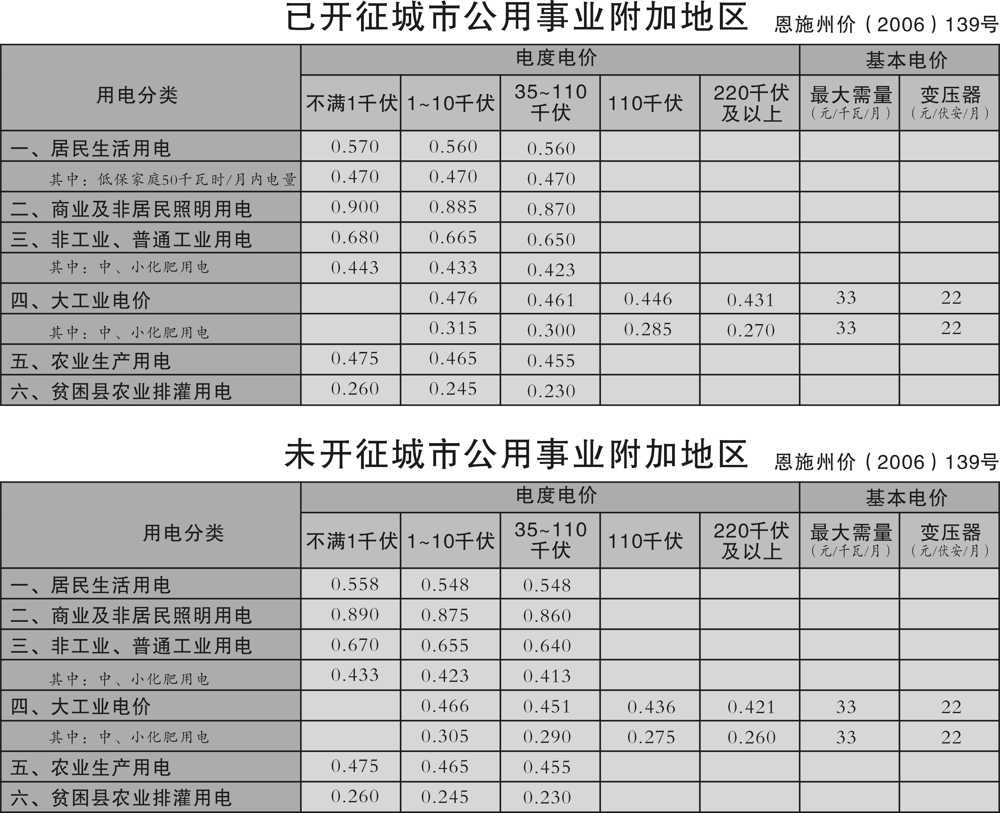 已开征城市公用事业附加地区 恩施州价（2006）139号
电度电价 基本电价
用电分类 不满1千伏 1~10千伏 35~110 110千伏 220千伏 最大需量 变压器
千伏 及以上 （元/千瓦/月） （元/伏安/月）
一、居民生活用电 0.570 0.560 0.560
其中：低保家庭50千瓦时/月内电量 0.470 0.470 0.470
二、商业及非居民照明用电 0.900 0.885 0.870
三、非工业、普通工业用电 0.680 0.665 0.650
其中：中、小化肥用电 0.443 0.433 0.423
四、大工业电价 0.476 0.461 0.446 0.431 33 22
其中：中、小化肥用电 0.315 0.300 0.285 0.270 33 22
五、农业生产用电 0.475 0.465 0.455
六、贫困县农业排灌用电 0.260 0.245 0.230
未开征城市公用事业附加地区 恩施州价（2006）139号
电度电价 基本电价
用电分类 不满1千伏 1~10千伏 35~110 110千伏 220千伏 最大需量 变压器
千伏 及以上 （元/千瓦/月） （元/伏安/月）
一、居民生活用电 0.558 0.548 0.548
二、商业及非居民照明用电 0.890 0.875 0.860
三、非工业、普通工业用电 0.670 0.655 0.640
其中：中、小化肥用电 0.433 0.423 0.413
四、大工业电价 0.466 0.451 0.436 0.421 33 22
其中：中、小化肥用电 0.305 0.290 0.275 0.260 33 22
五、农业生产用电 0.475 0.465 0.455
六、贫困县农业排灌用电 0.260 0.245 0.230